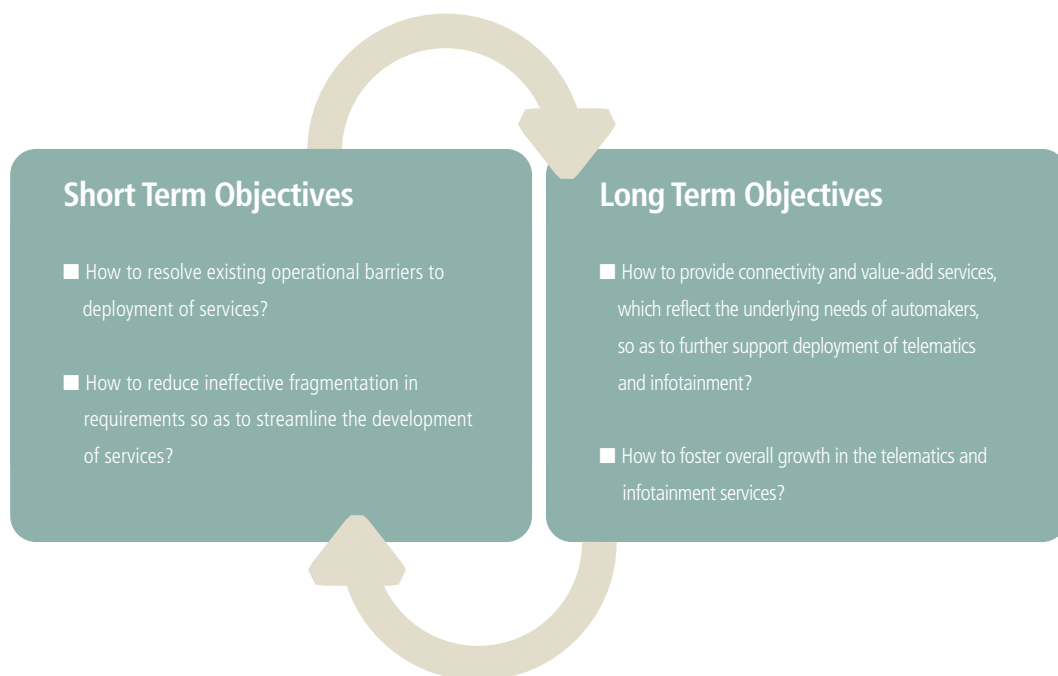 Short Term Objectives
■ How to resolve existing operational barriers to
deployment of services?
■ How to reduce ineffective fragmentation in
requirements so as to streamline the development
of services?
Long Term Objectives
■ How to provide connectivity and value-add services,
which reflect the underlying needs of automakers,
so as to further support deployment of telematics
and infotainment?
■ How to foster overall growth in the telematics and
infotainment services?